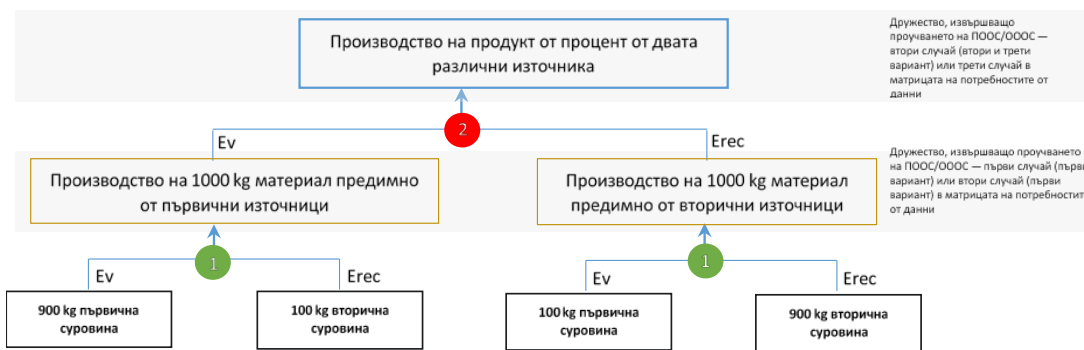 Производство на продукт от процент от двата
различни източника
Дружество, извършващо
проучването на ПООС/ОООС —
втори случай (втори и трети
вариант) или трети случай в
матрицата на потребностите от
данни
2
Ev
Erec
Производство на 1000 kg материал предимно
от първични източници
Производство на 1000 kg материал
предимно от вторични източници
Дружество, извършващо проучването
на ПООС/ОООС — първи случай (първи
вариант) или втори случай (първи
вариант) в матрицата на потребностит
от данни
1
Ev
Erec
1
Ev
Erec
900 kg първична
суровина
100 kg вторична
суровина
100 kg първична
суровина
900 kg вторична
суровина